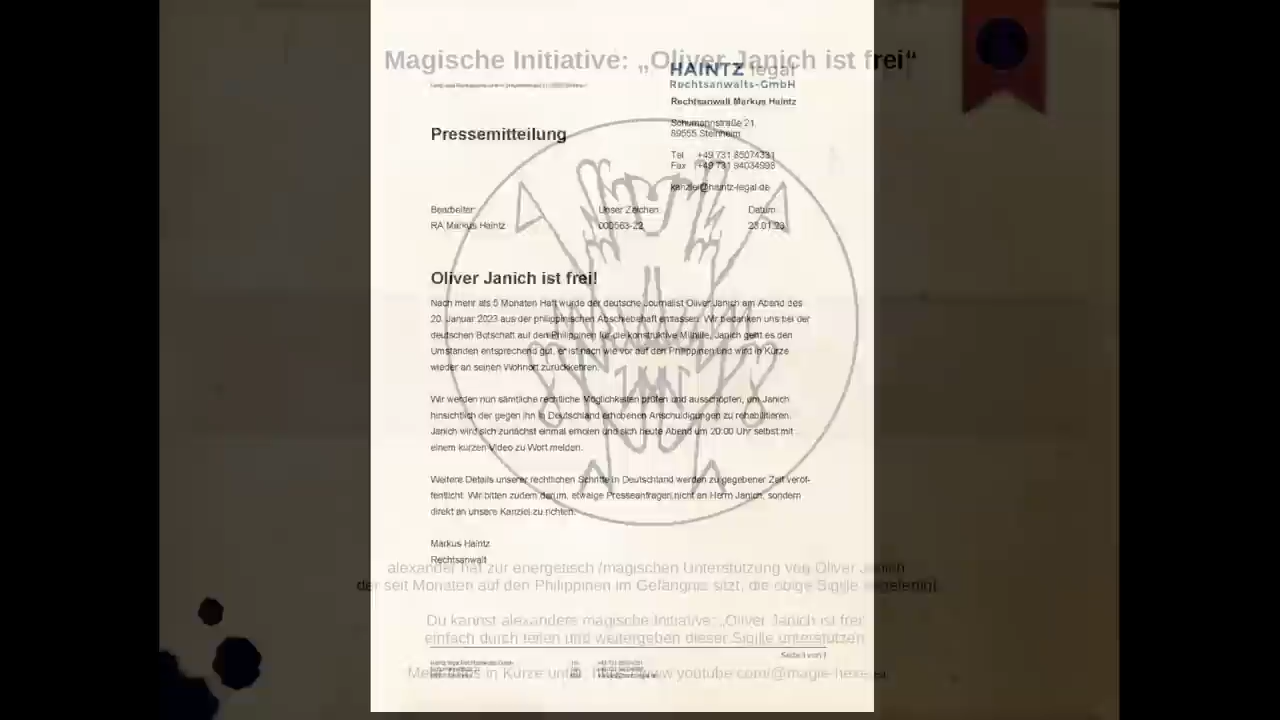 Magische Initiative: „Oliver Janich ist frei“
HAINTZ legal
Rechtsanwalts-GmbH
Rechtsanwalt Markus Haintz
Schumannstraße 21
89555 Steinheim
Pressemitteilung
Tel +49 731 85074331
Fax +49 731 94034998
kanzlei@haintz-legal.de
Bearbeiter Unser Zeichen Datum
RA Markus Haintz 000563-22 23.01.23
Oliver Janich ist frei!
Nach mehr als 5 Monaten Haft wurde der deutsche Journalist Oliver Janich am Abend des
20. Januar 2023 aus der philippinischen Abschiebehaft entlassen. Wir bedanken uns bei der
deutschen Botschaft auf den Philippinen für die konstruktive Mithilfe. Janich geht es den
Umständen entsprechend gut, er ist nach wie vor auf den Philippinen und wird in Kürze
wieder an seinen Wohnort zurückkehren.
Wir werden nun sämtliche rechtliche Möglichkeiten prüfen und ausschöpfen, um Janich
hinsichtlich der gegen ihn in Deutschland erhobenen Anschuldigungen zu rehabilitieren.
Janich wird sich zunächst einmal erholen und sich heute Abend um 20:00 Uhr selbst mit
einem kurzen Video zu Wort melden.
Weitere Details unserer rechtlichen Schritte in Deutschland werden zu gegebener Zeit veröf-
fentlicht. Wir bitten zudem darum, etwaige Presseanfragen nicht an Herrn Janich, sondern
direkt an unsere Kanzlei zu richten.
Markus Haintz
Rechtsanwalt
alexander hat zur energetisch /magischen Unterstützung von Oliver Janich
der seit Monaten auf den Philippinen im Gefängnis sitzt, die obige Sigille angefertigt
Du kannst alexanders magische Initiative: „Oliver Janich ist frei“
einfach durch teilen und weitergeben dieser Sigille unterstützen
Seite 1 von 1
in Kürze unter youtube.com/@magie-hexe